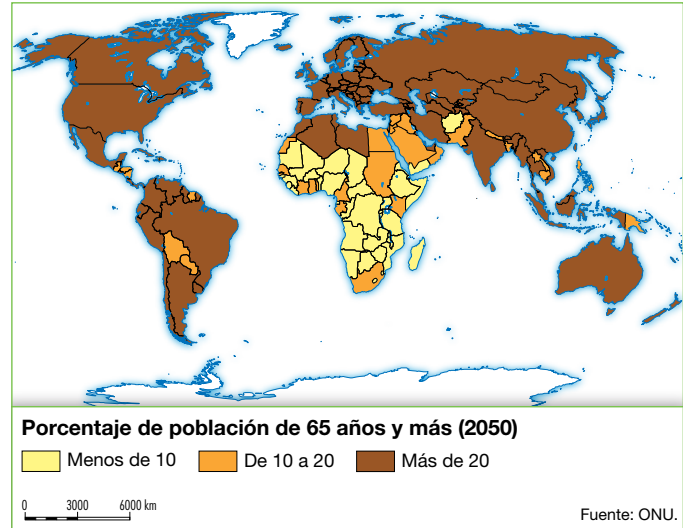 Porcentaje de población de 65 años y más (2050)
Menos de 10 De 10 a 20 Más de 20
0 3000 6000 km
Fuente: ONU.